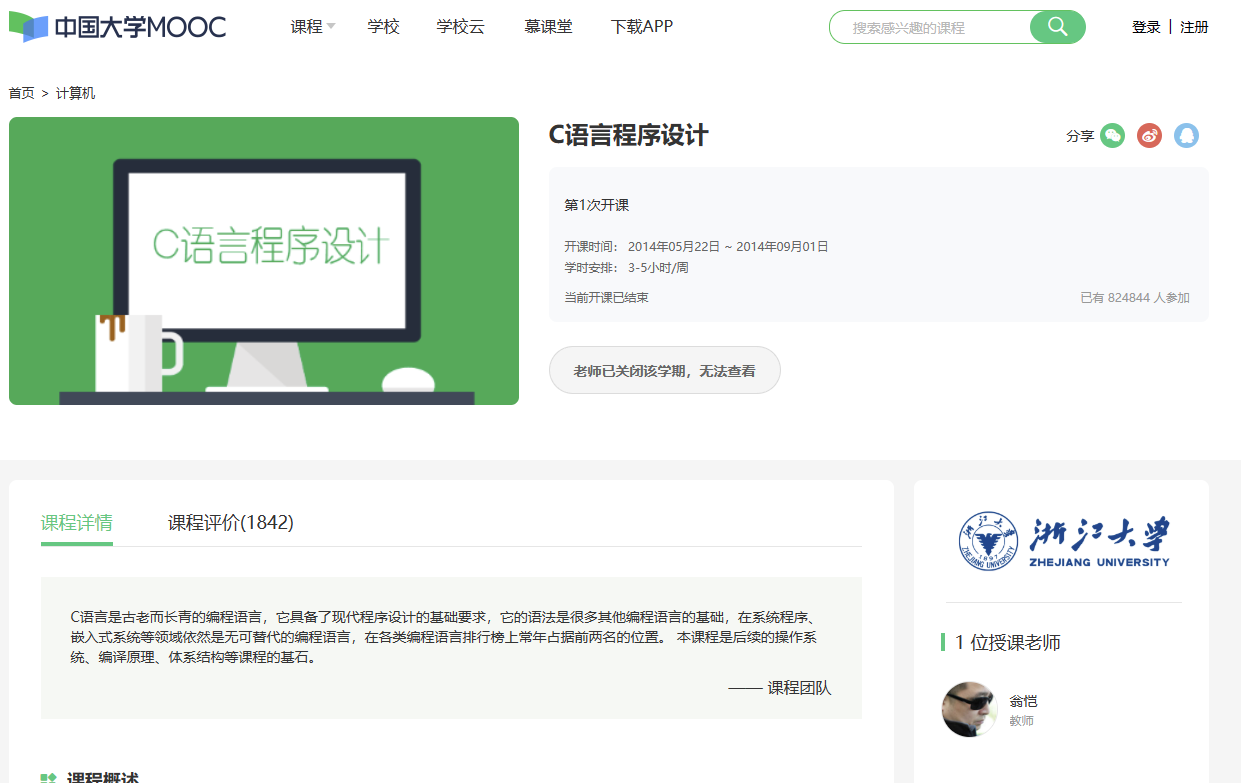 中国大学MOOC
课程 学校 学校云 慕课堂 下载APP
搜索感兴趣的课程
登录 | 注册
首页 > 计算机
C语言程序设计
C语言程序设计
分享
第1次开课
开课时间： 2014年05月22日 ~ 2014年09月01日
学时安排： 3-5小时/周
当前开课已结束
已有 824844 人参加
老师已关闭该学期，无法查看
课程详情 课程评价(1842)
C语言是古老而长青的编程语言，它具备了现代程序设计的基础要求，它的语法是很多其他编程语言的基础，在系统程序、
嵌入式系统等领域依然是无可替代的编程语言，在各类编程语言排行榜上常年占据前两名的位置。 本课程是后续的操作系
统、编译原理、体系结构等课程的基石。
—— 课程团队
课程概述
浙江大学
ZHEJIANG UNIVERSITY
1897
浙江大学
ZHEJIANG UNIVERSITY
1 位授课老师
翁恺
教师